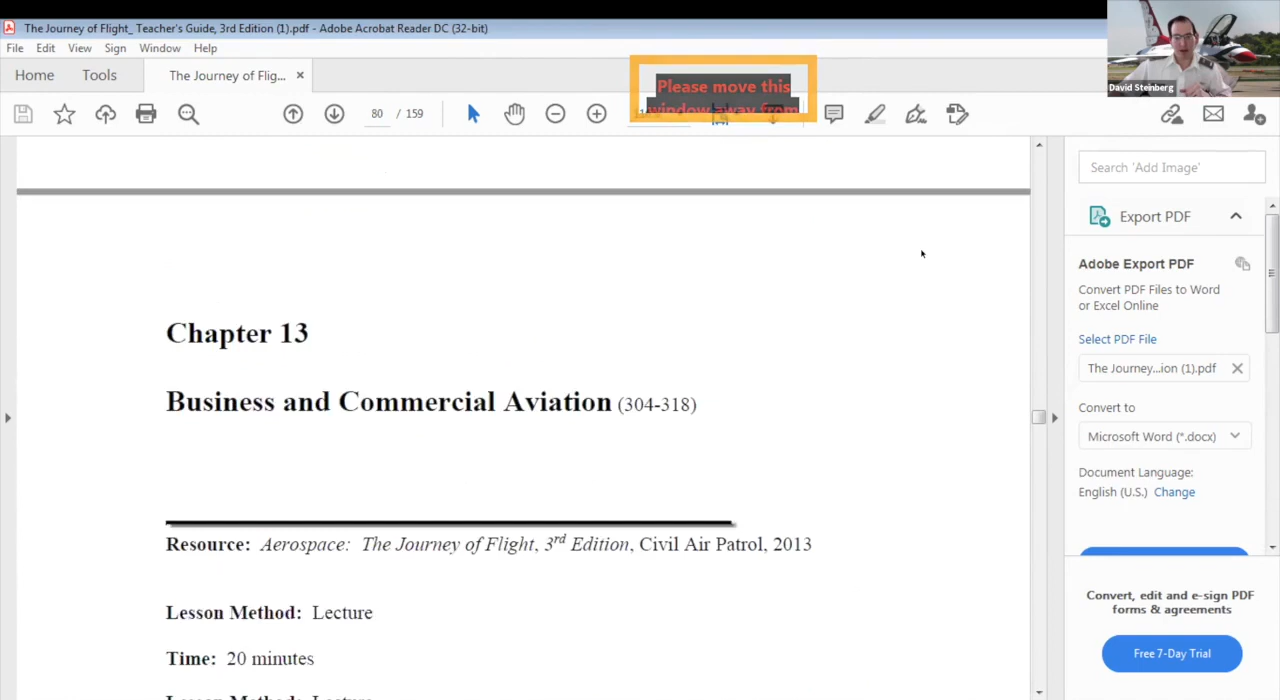 The Journey of Flight_ Teacher's Guide, 3rd Edition (1).pdf - Adobe Acrobat Reader DC (32-bit)
File Edit View Sign Window Help
Home Tools The Journey of Flig... ×
Please move this
window away from
80 / 159
David Steinberg
Search 'Add Image'
Export PDF
Adobe Export PDF
Convert PDF Files to Word
or Excel Online
Select PDF File
The Journey...ion (1).pdf
Convert to
Microsoft Word (*.docx)
Document Language:
English (U.S.) Change
Convert, edit and e-sign PDF
forms & agreements
Free 7-Day Trial
Chapter 13
Business and Commercial Aviation (304-318)
Resource: Aerospace: The Journey of Flight, 3rd Edition, Civil Air Patrol, 2013
Lesson Method: Lecture
Time: 20 minutes